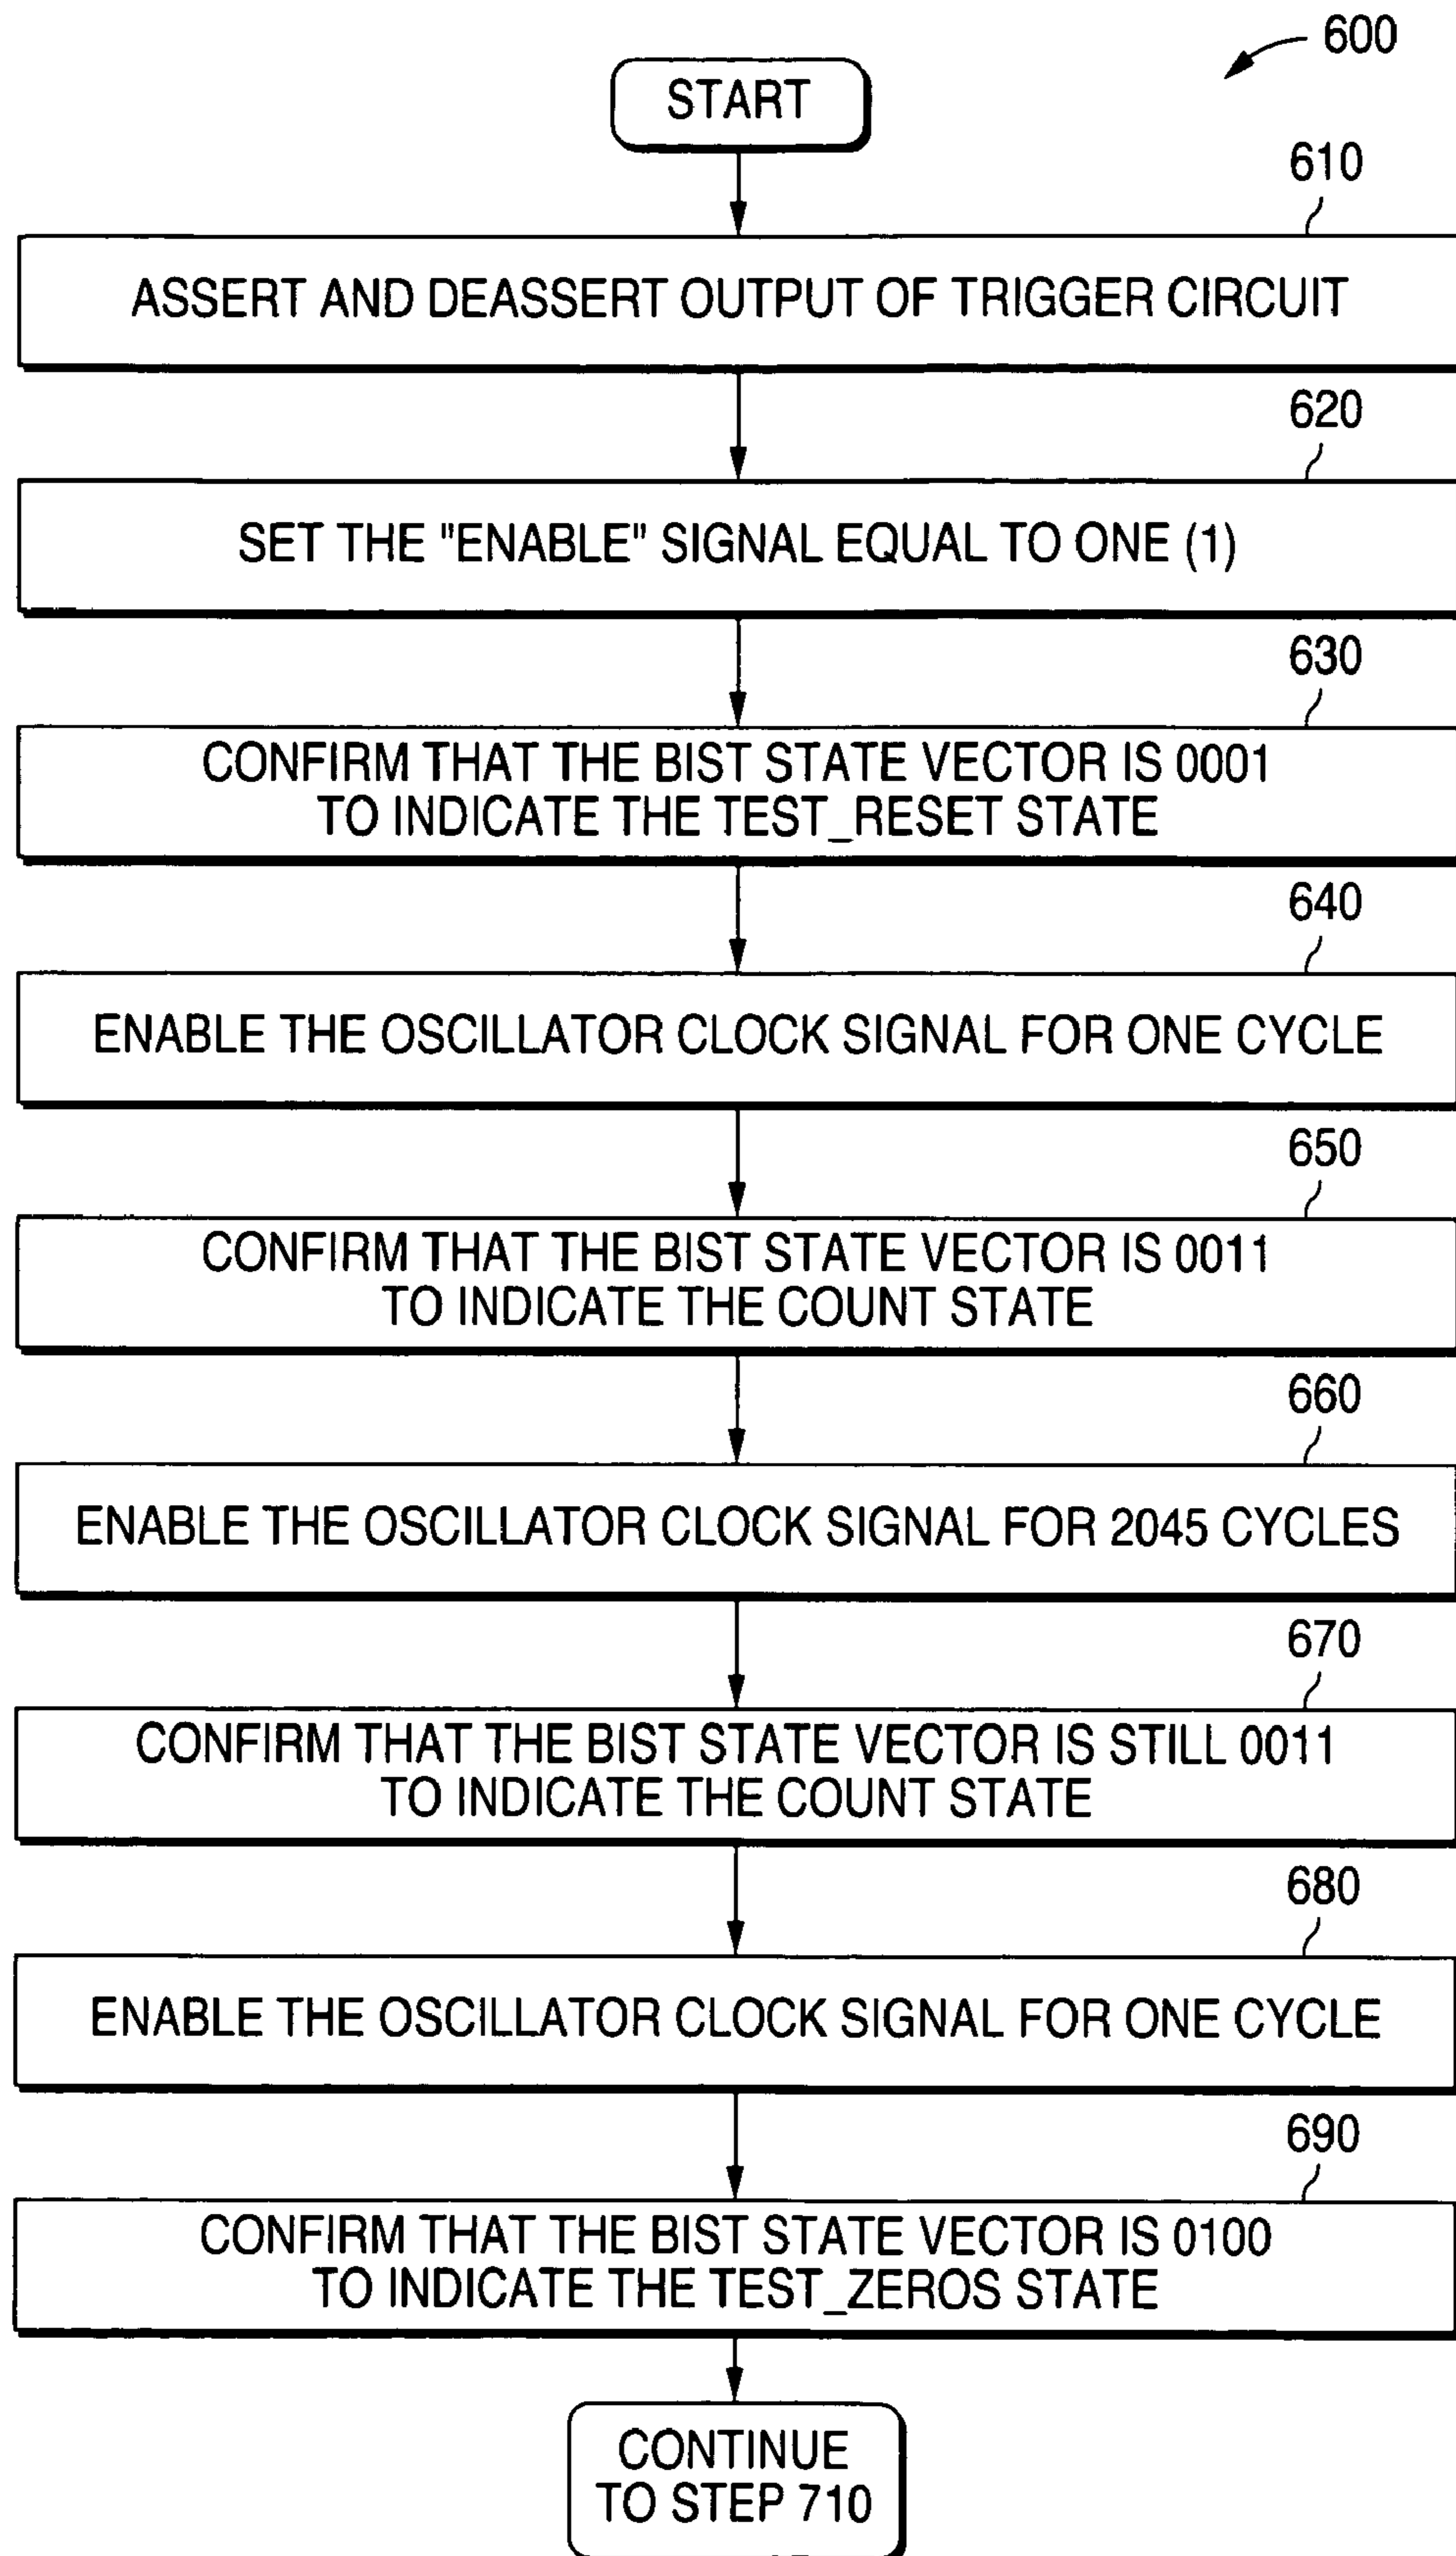 600
START
610
ASSERT AND DEASSERT OUTPUT OF TRIGGER CIRCUIT
620
SET THE "ENABLE" SIGNAL EQUAL TO ONE (1)
630
CONFIRM THAT THE BIST STATE VECTOR IS 0001
TO INDICATE THE TEST_RESET STATE
640
ENABLE THE OSCILLATOR CLOCK SIGNAL FOR ONE CYCLE
650
CONFIRM THAT THE BIST STATE VECTOR IS 0011
TO INDICATE THE COUNT STATE
660
ENABLE THE OSCILLATOR CLOCK SIGNAL FOR 2045 CYCLES
670
CONFIRM THAT THE BIST STATE VECTOR IS STILL 0011
TO INDICATE THE COUNT STATE
680
ENABLE THE OSCILLATOR CLOCK SIGNAL FOR ONE CYCLE
690
CONFIRM THAT THE BIST STATE VECTOR IS 0100
TO INDICATE THE TEST_ZEROS STATE
CONTINUE
TO STEP 710